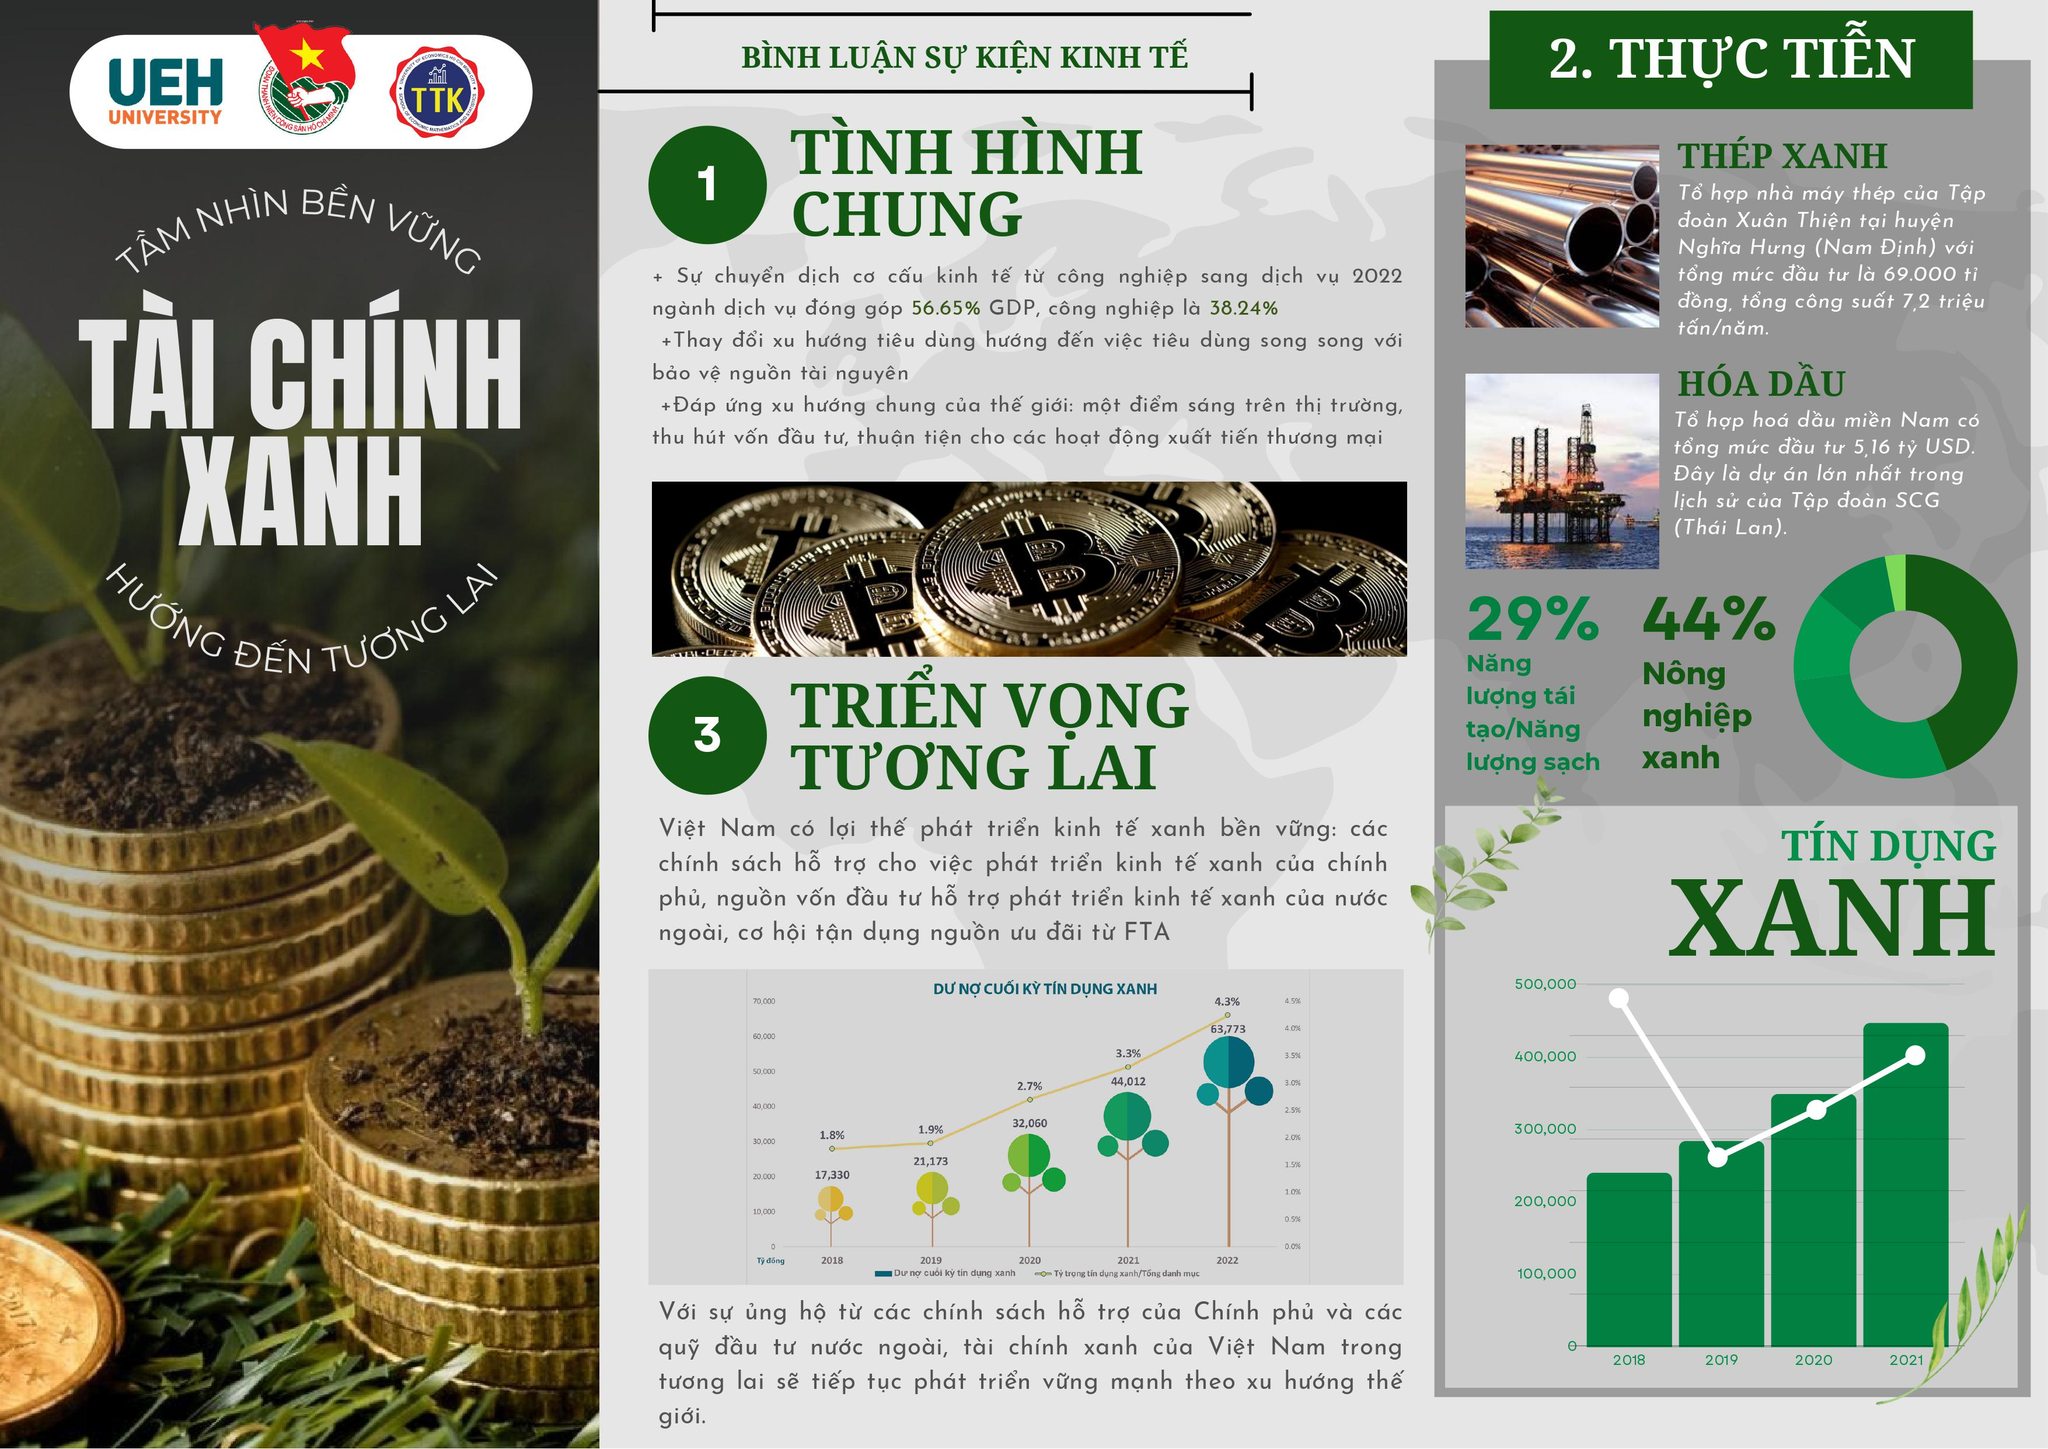 UEH
UNIVERSITY
ĐOÀN THANH NIÊN CỘNG SẢN HỒ CHÍ MINH
TTK
TẦM NHÌN BỀN VỮNG
TÀI CHÍNH
XANH
HƯỚNG ĐẾN TƯƠNG LAI
BÌNH LUẬN SỰ KIỆN KINH TẾ
1
TÌNH HÌNH
CHUNG
+ Sự chuyển dịch cơ cấu kinh tế từ công nghiệp sang dịch vụ 2022
ngành dịch vụ đóng góp 56.65% GDP, công nghiệp là 38.24%
+Thay đổi xu hướng tiêu dùng hướng đến việc tiêu dùng song song với
bảo vệ nguồn tài nguyên
+Đáp ứng xu hướng chung của thế giới: một điểm sáng trên thị trường,
thu hút vốn đầu tư, thuận tiện cho các hoạt động xuất tiến thương mại
3
TRIỂN VỌNG
TƯƠNG LAI
Việt Nam có lợi thế phát triển kinh tế xanh bền vững: các
chính sách hỗ trợ cho việc phát triển kinh tế xanh của chính
phủ, nguồn vốn đầu tư hỗ trợ phát triển kinh tế xanh của nước
ngoài, cơ hội tận dụng nguồn ưu đãi từ FTA
DƯ NỢ CUỐI KỲ TÍN DỤNG XANH
70,000
60,000
50,000
40,000
30,000
20,000
10,000
0
Tỷ đồng
1.8%
17,330
1.9%
21,173
2.7%
32,060
3.3%
44,012
4.3%
63,773
4.5%
4.0%
3.5%
3.0%
2.5%
2.0%
1.5%
1.0%
0.5%
0.0%
2018 2019 2020 2021 2022
Dư nợ cuối kỳ tín dụng xanh Tỷ trọng tín dụng xanh/Tổng danh mục
Với sự ủng hộ từ các chính sách hỗ trợ của Chính phủ và các
quỹ đầu tư nước ngoài, tài chính xanh của Việt Nam trong
tương lai sẽ tiếp tục phát triển vững mạnh theo xu hướng thế
giới.
2. THỰC TIỄN
THÉP XANH
Tổ hợp nhà máy thép của Tập
đoàn Xuân Thiện tại huyện
Nghĩa Hưng (Nam Định) với
tổng mức đầu tư là 69.000 tỉ
đồng, tổng công suất 7,2 triệu
tấn/năm.
HÓA DẦU
Tổ hợp hoá dầu miền Nam có
tổng mức đầu tư 5,16 tỷ USD.
Đây là dự án lớn nhất trong
lịch sử của Tập đoàn SCG
(Thái Lan).
29%
Năng
lượng tái
tạo/Năng
lượng sạch
44%
Nông
nghiệp
xanh
TÍN DỤNG
XANH
500,000
400,000
300,000
200,000
100,000
0
2018 2019 2020 2021